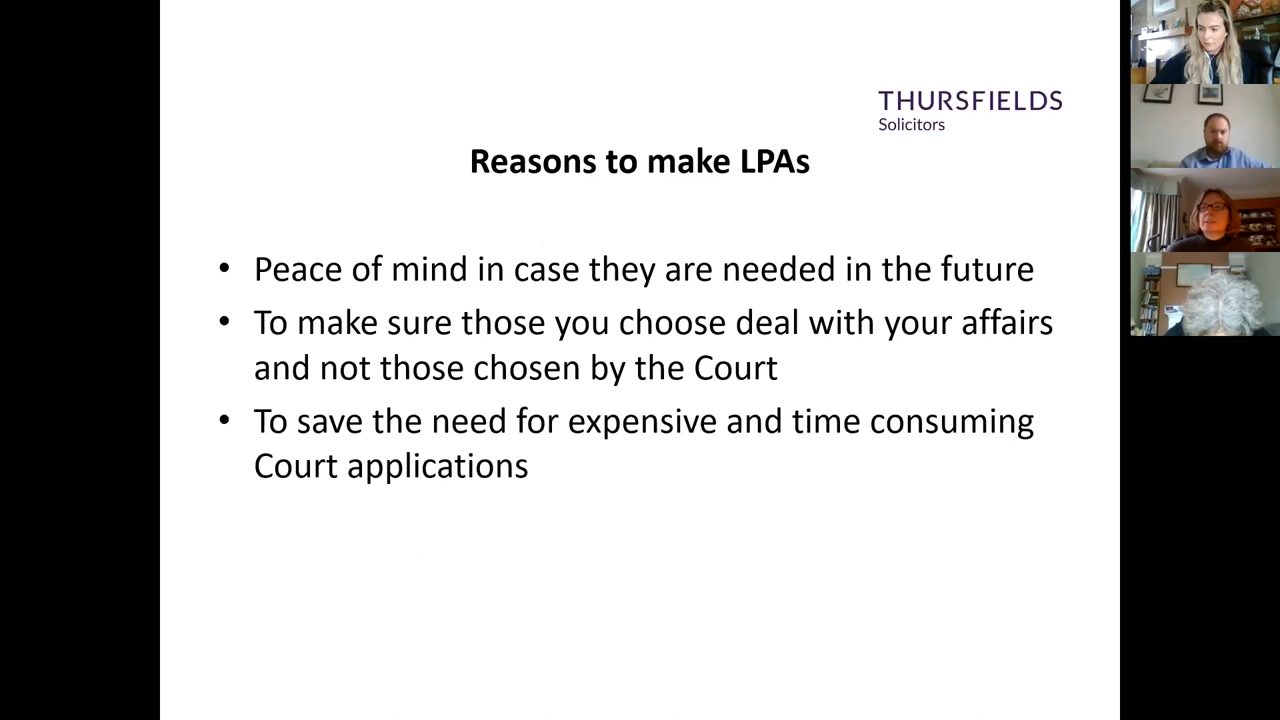 THURSFIELDS
Solicitors
Reasons to make LPAs
• Peace of mind in case they are needed in the future
• To make sure those you choose deal with your affairs
and not those chosen by the Court
• To save the need for expensive and time consuming
Court applications